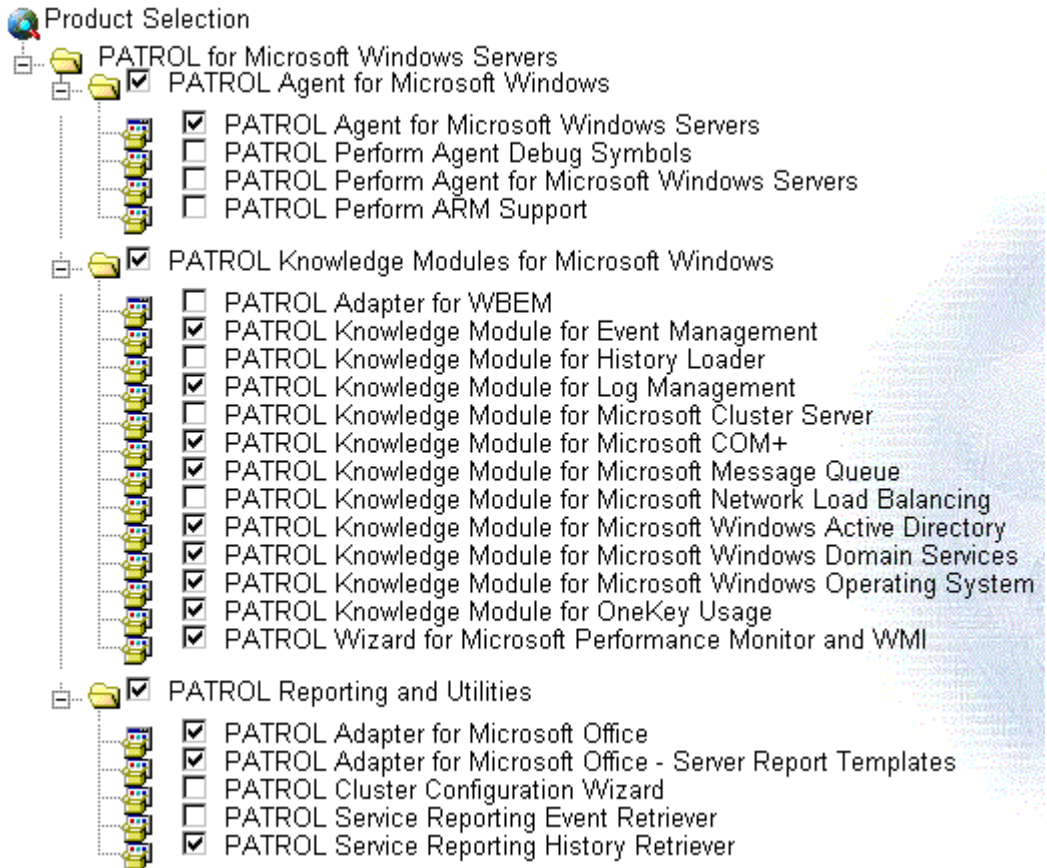 Product Selection
PATROL for Microsoft Windows Servers
PATROL Agent for Microsoft Windows
PATROL Agent for Microsoft Windows Servers
PATROL Perform Agent Debug Symbols
PATROL Perform Agent for Microsoft Windows Servers
PATROL Perform ARM Support
PATROL Knowledge Modules for Microsoft Windows
PATROL Adapter for WBEM
PATROL Knowledge Module for Event Management
PATROL Knowledge Module for History Loader
PATROL Knowledge Module for Log Management
PATROL Knowledge Module for Microsoft Cluster Server
PATROL Knowledge Module for Microsoft COM+
PATROL Knowledge Module for Microsoft Message Queue
PATROL Knowledge Module for Microsoft Network Load Balancing
PATROL Knowledge Module for Microsoft Windows Active Directory
PATROL Knowledge Module for Microsoft Windows Domain Services
PATROL Knowledge Module for Microsoft Windows Operating System
PATROL Knowledge Module for OneKey Usage
PATROL Wizard for Microsoft Performance Monitor and WMI
PATROL Reporting and Utilities
PATROL Adapter for Microsoft Office
PATROL Adapter for Microsoft Office - Server Report Templates
PATROL Cluster Configuration Wizard
PATROL Service Reporting Event Retriever
PATROL Service Reporting History Retriever